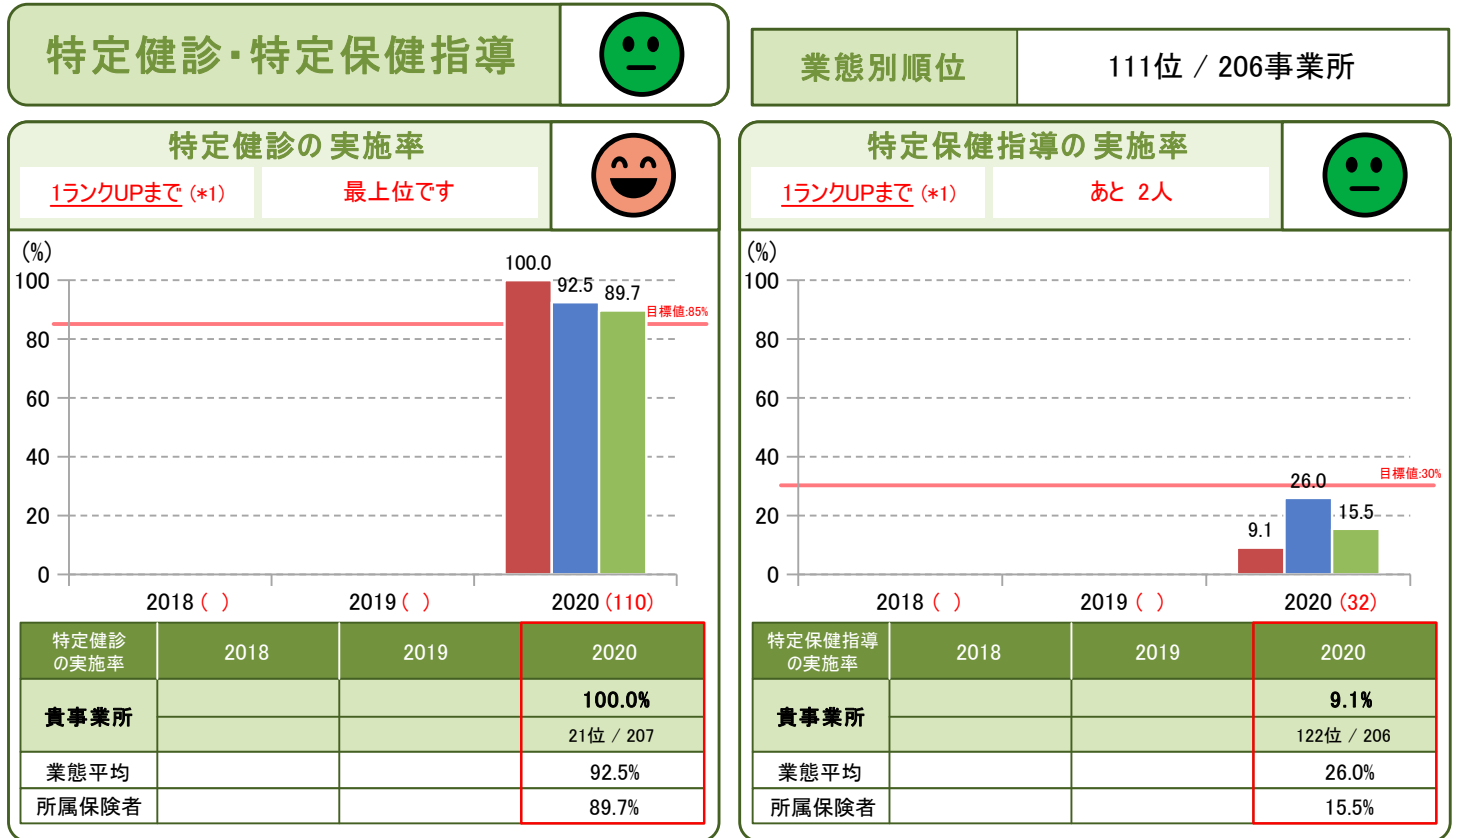 特定健診・特定保健指導
業態別順位
111位 / 206事業所
特定健診の実施率
1ランクUPまで (*1)
最上位です
(%)
100
80
60
40
20
0
100.0
92.5
89.7
目標値:85%
2018 ( )
2019 ( )
2020 (110)
特定健診
の実施率
2018
2019
2020
貴事業所
100.0%
21位 / 207
業態平均
92.5%
所属保険者
89.7%
特定保健指導の実施率
1ランクUPまで (*1)
あと 2人
(%)
100
80
60
40
20
0
9.1
26.0
15.5
目標値:30%
2018 ( )
2019 ( )
2020 (32)
特定保健指導
の実施率
2018
2019
2020
貴事業所
9.1%
122位 / 206
業態平均
26.0%
所属保険者
15.5%